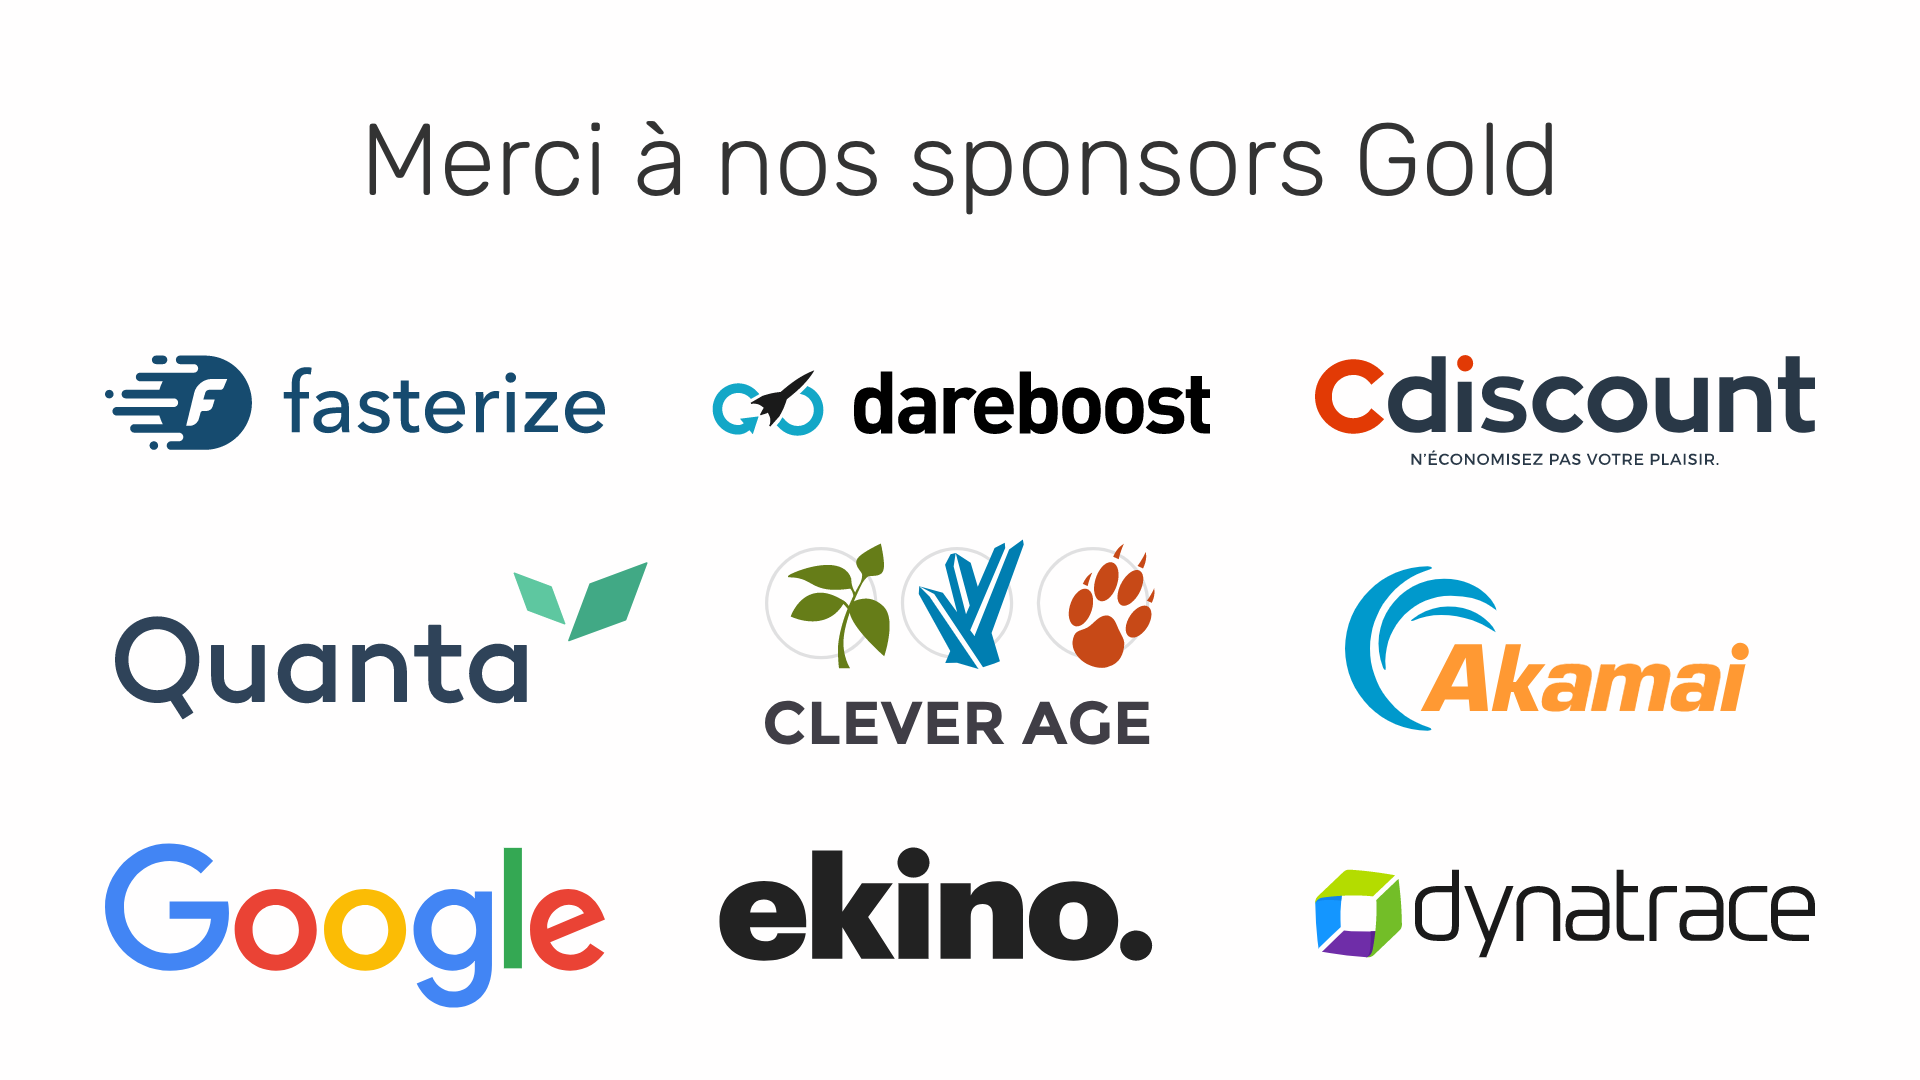 Merci à nos sponsors Gold
F fasterize
dareboost
Cdiscount
N'ÉCONOMISEZ PAS VOTRE PLAISIR.
Quanta
CLEVER AGE
Akamai
Google
ekino.
dynatrace